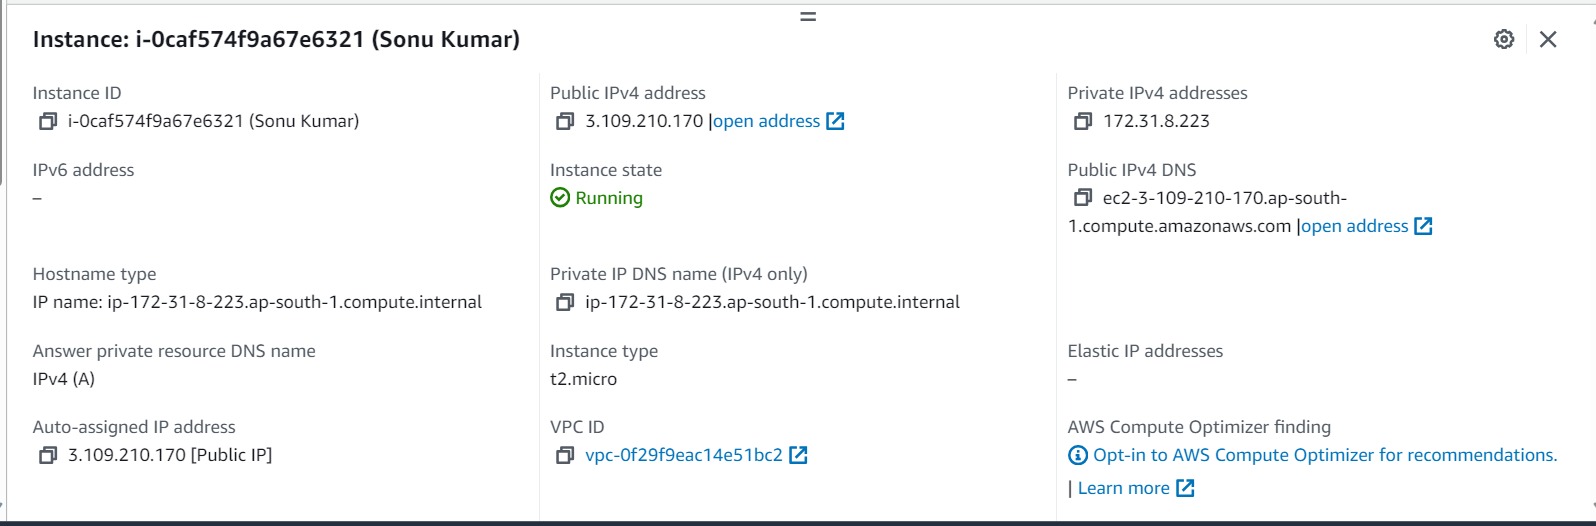 Instance: i-0caf574f9a67e6321 (Sonu Kumar)
Instance ID
i-0caf574f9a67e6321 (Sonu Kumar)
Public IPv4 address
3.109.210.170 |open address
Private IPv4 addresses
172.31.8.223
IPv6 address
–
Instance state
Running
Public IPv4 DNS
ec2-3-109-210-170.ap-south-
1.compute.amazonaws.com |open address
Hostname type
IP name: ip-172-31-8-223.ap-south-1.compute.internal
Private IP DNS name (IPv4 only)
ip-172-31-8-223.ap-south-1.compute.internal
Answer private resource DNS name
IPv4 (A)
Instance type
t2.micro
Elastic IP addresses
–
Auto-assigned IP address
3.109.210.170 [Public IP]
VPC ID
vpc-0f29f9eac14e51bc2
AWS Compute Optimizer finding
Opt-in to AWS Compute Optimizer for recommendations.
| Learn more